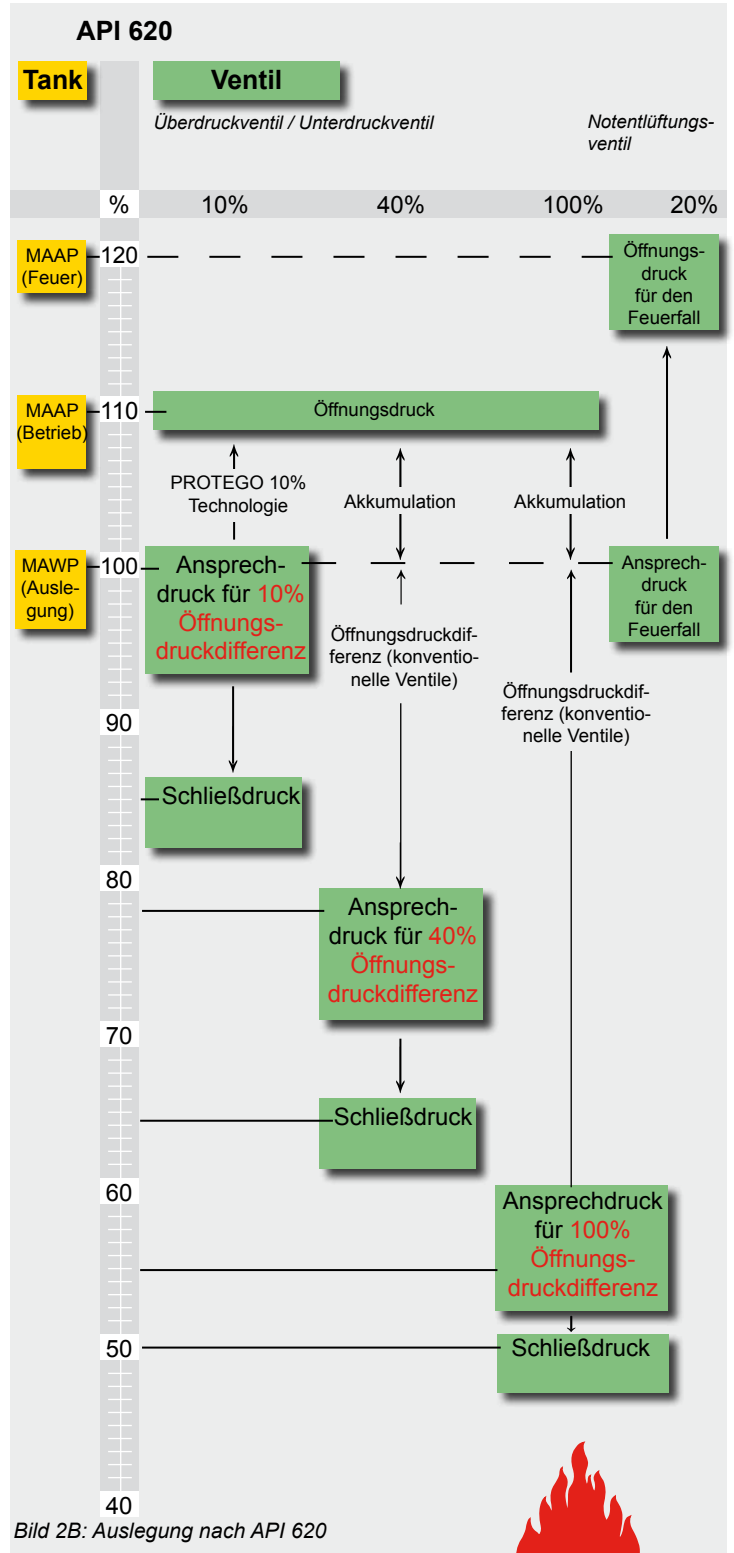 API 620
Tank
Ventil
Überdruckventil / Unterdruckventil
Notentlüftungs-
ventil
% 10% 40% 100% 20%
MAAP
(Feuer)
120
Öffnungs-
druck
für den
Feuerfall
MAAP
(Betrieb)
110
Öffnungsdruck
PROTEGO 10%
Technologie
Akkumulation
Akkumulation
MAWP
(Ausle-
gung)
100
Ansprech-
druck für 10%
Öffnungs-
druckdifferenz
Ansprech-
druck
für den
Feuerfall
Öffnungsdruckdif-
ferenz (konventio-
nelle Ventile)
Öffnungsdruckdif-
ferenz (konventio-
nelle Ventile)
90
Schließdruck
80
Ansprech-
druck für 40%
Öffnungs-
druckdifferenz
70
Schließdruck
60
Ansprechdruck
für 100%
Öffnungs-
druckdifferenz
50
Schließdruck
40
Bild 2B: Auslegung nach API 620